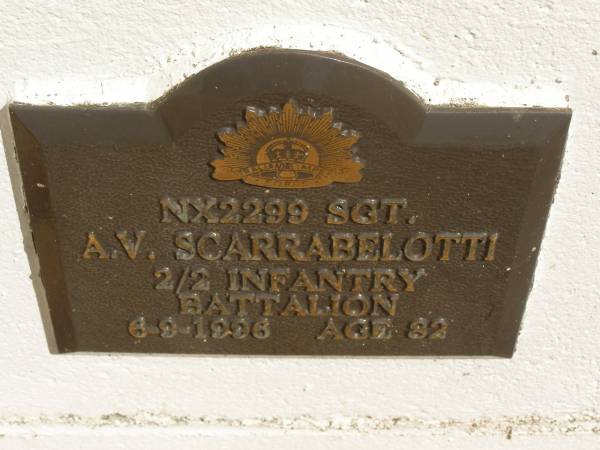 NX2299 SGT.
A.V. SCARRABELOTTI
2/2 INFANTRY
BATTALION
6-9-1996 AGE 82